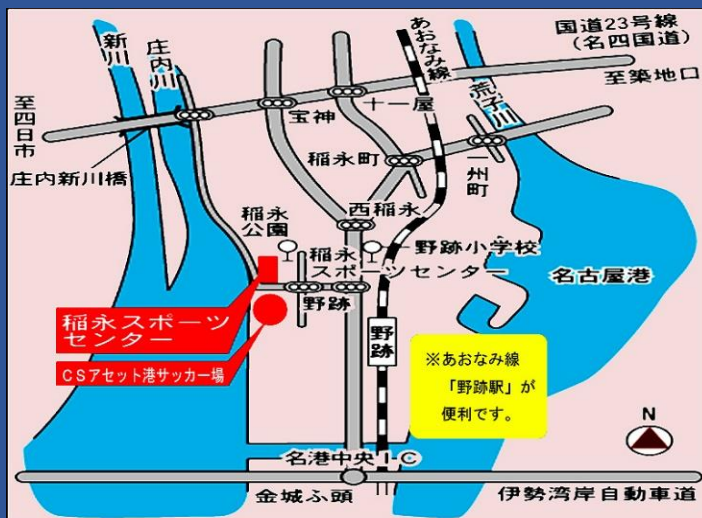 国道23号線
(名四国道)
至築地口
新川
庄内川
あおなみ線
荒子川
至四日市
宝神
十一屋
庄内新川橋
稲永町
一州町
西稲永
稲永
公園
稲永
スポーツセンター
野跡小学校
名古屋港
野跡
稲永スポーツ
センター
CSアセット港サッカー場
野跡
※あおなみ線
「野跡駅」が
便利です。
N
名港中央I・C
金城ふ頭
伊勢湾岸自動車道